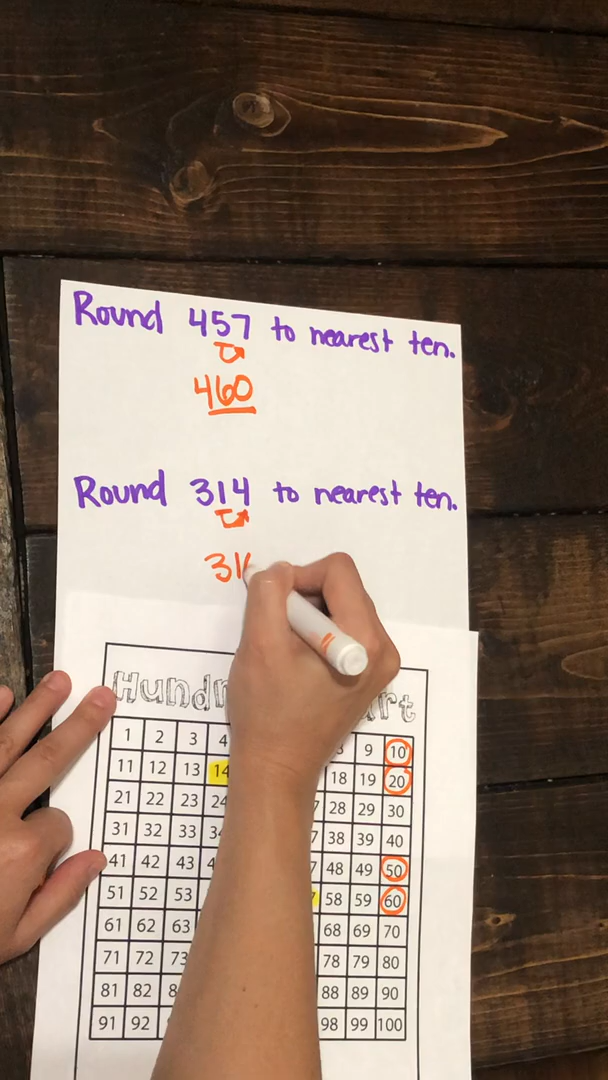 Round 457 to nearest ten.
460
Round 314 to nearest ten.
31
1 2 3 4 9 10
11 12 13 14 18 19 20
21 22 23 24 28 29 30
31 32 33 38 39 40
41 42 43 48 49 50
51 52 53 58 59 60
61 62 63 68 69 70
71 72 73 78 79 80
81 82 88 89 90
91 92 98 99 100